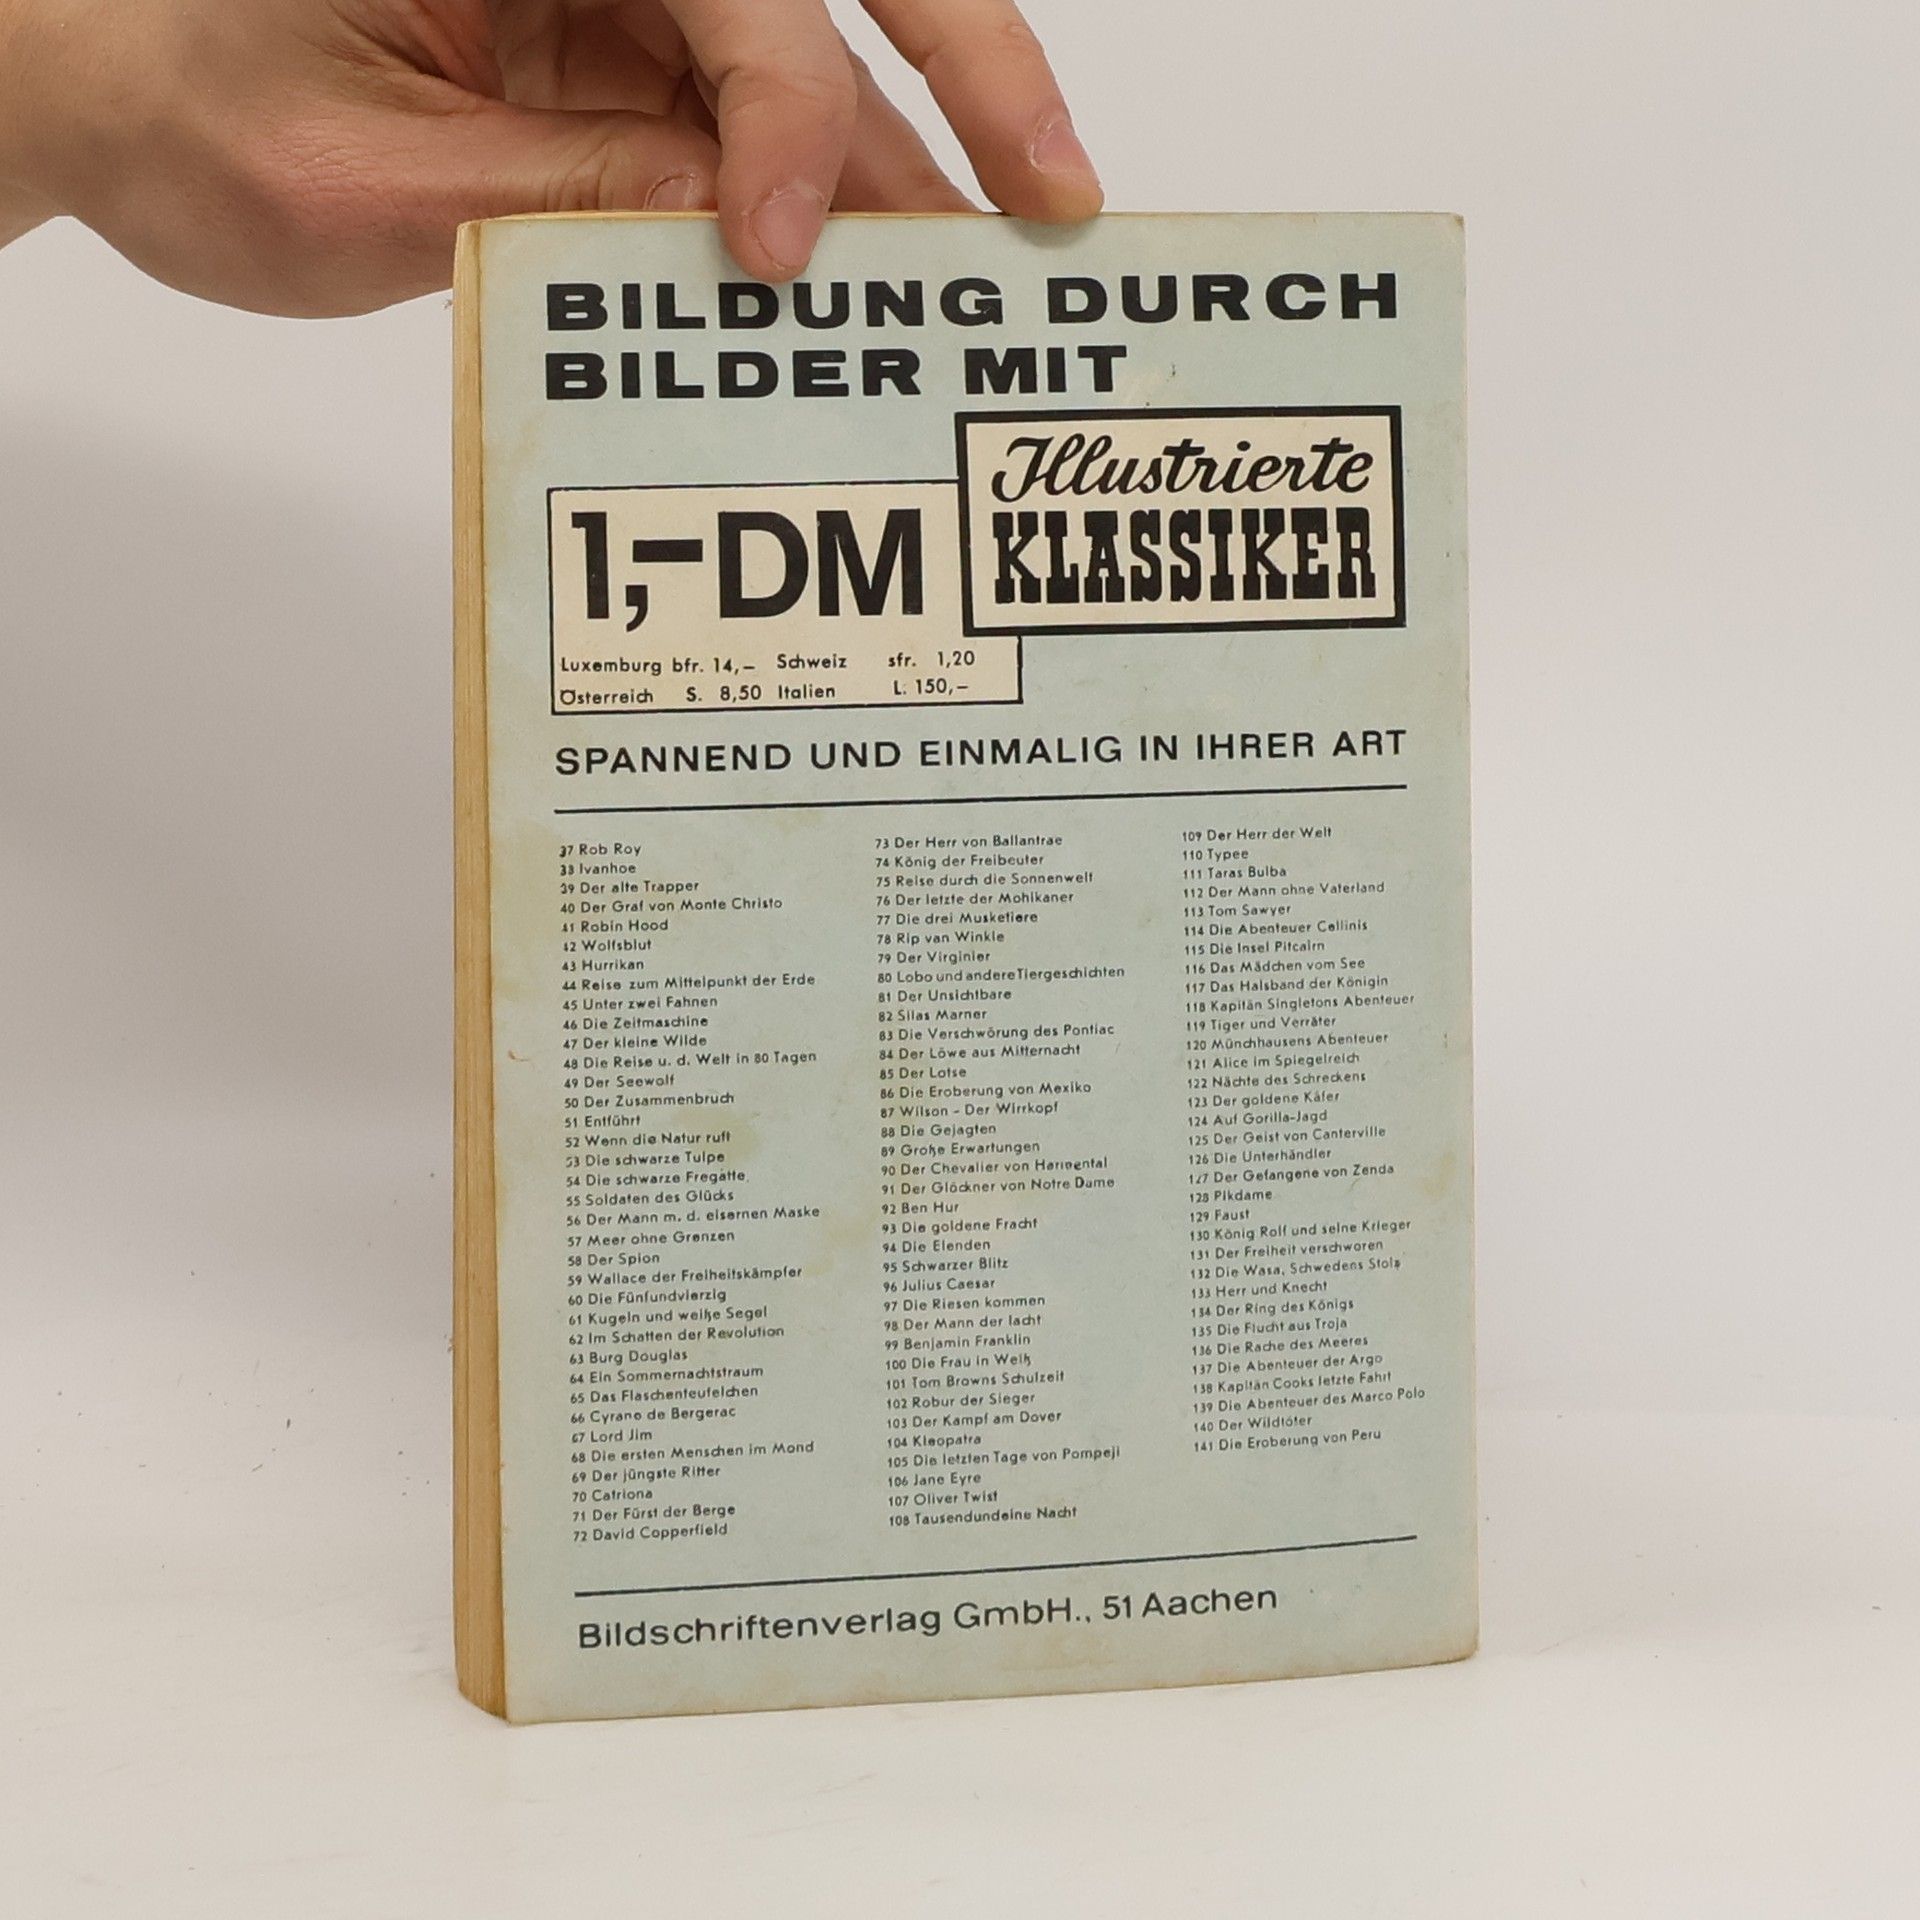 BILDUNG DURCH
BILDER MIT
Illustrierte
KLASSIKER
1,– DM
Luxemburg bfr. 14,– Schweiz sfr. 1,20
Österreich S. 8,50 Italien L. 150,–
SPANNEND UND EINMALIG IN IHRER ART
37 Rob Roy
38 Ivanhoe
39 Der alte Trapper
40 Der Graf von Monte Christo
41 Robin Hood
42 Wolfsblut
43 Hurrikan
44 Reise zum Mittelpunkt der Erde
45 Unter zwei Fahnen
46 Die Zeitmaschine
47 Der kleine Wilde
48 Die Reise u. d. Welt in 80 Tagen
49 Der Seewolf
50 Der Zusammenbruch
51 Entführt
52 Wenn die Natur ruft
53 Die schwarze Tulpe
54 Die schwarze Fregatte
55 Soldaten des Glücks
56 Der Mann m. d. eisernen Maske
57 Meer ohne Grenzen
58 Der Spion
59 Wallace der Freiheitskämpfer
60 Die Fünfundvierzig
61 Kugeln und weiße Segel
62 Im Schatten der Revolution
63 Burg Douglas
64 Ein Sommernachtstraum
65 Das Flaschenteufelchen
66 Cyrano de Bergerac
67 Lord Jim
68 Die ersten Menschen im Mond
69 Der jüngste Ritter
70 Catriona
71 Der Fürst der Berge
72 David Copperfield
73 Der Herr von Ballantrae
74 König der Freibeuter
75 Reise durch die Sonnenwelt
76 Der letzte der Mohikaner
77 Die drei Musketiere
78 Rip van Winkle
79 Der Virginier
80 Lobo und andere Tiergeschichten
81 Der Unsichtbare
82 Silas Marner
83 Die Verschwörung des Pontiac
84 Der Löwe aus Mitternacht
85 Der Lotse
86 Die Eroberung von Mexiko
87 Wilson - Der Wirrkopf
88 Die Gejagten
89 Große Erwartungen
90 Der Chevalier von Harmental
91 Der Glöckner von Notre Dame
92 Ben Hur
93 Die goldene Fracht
94 Die Elenden
95 Schwarzer Blitz
96 Julius Caesar
97 Die Riesen kommen
98 Der Mann der lacht
99 Benjamin Franklin
100 Die Frau in Weiß
101 Tom Browns Schulzeit
102 Robur der Sieger
103 Der Kampf am Dover
104 Kleopatra
105 Die letzten Tage von Pompeji
106 Jane Eyre
107 Oliver Twist
108 Tausendundeine Nacht
109 Der Herr der Welt
110 Typee
111 Taras Bulba
112 Der Mann ohne Vaterland
113 Tom Sawyer
114 Die Abenteuer Cellinis
115 Die Insel Pitcairn
116 Das Mädchen vom See
117 Das Halsband der Königin
118 Kapitän Singletons Abenteuer
119 Tiger und Verräter
120 Münchhausens Abenteuer
121 Alice im Spiegelreich
122 Nächte des Schreckens
123 Der goldene Käfer
124 Auf Gorilla-Jagd
125 Der Geist von Canterville
126 Die Unterhändler
127 Der Gefangene von Zenda
128 Pikdame
129 Faust
130 König Rolf und seine Krieger
131 Der Freiheit verschworen
132 Die Wasa, Schwedens Stolz
133 Herr und Knecht
134 Der Ring des Königs
135 Die Flucht aus Troja
136 Die Rache des Meeres
137 Die Abenteuer der Argo
138 Kapitän Cooks letzte Fahrt
139 Die Abenteuer des Marco Polo
140 Der Wildtöter
141 Die Eroberung von Peru
Bildschriftenverlag GmbH., 51 Aachen